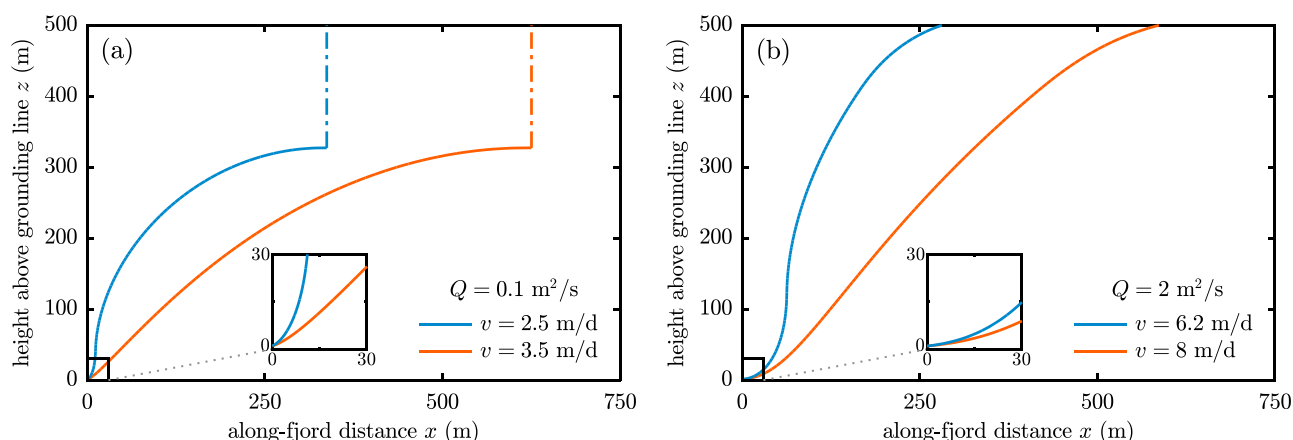 (a)
height above grounding line z (m)
500
400
300
200
100
0
0
250
500
750
along-fjord distance x (m)
30
0
0
30
Q = 0.1 m²/s
v = 2.5 m/d
v = 3.5 m/d
(b)
height above grounding line z (m)
500
400
300
200
100
0
0
250
500
750
along-fjord distance x (m)
30
0
0
30
Q = 2 m²/s
v = 6.2 m/d
v = 8 m/d